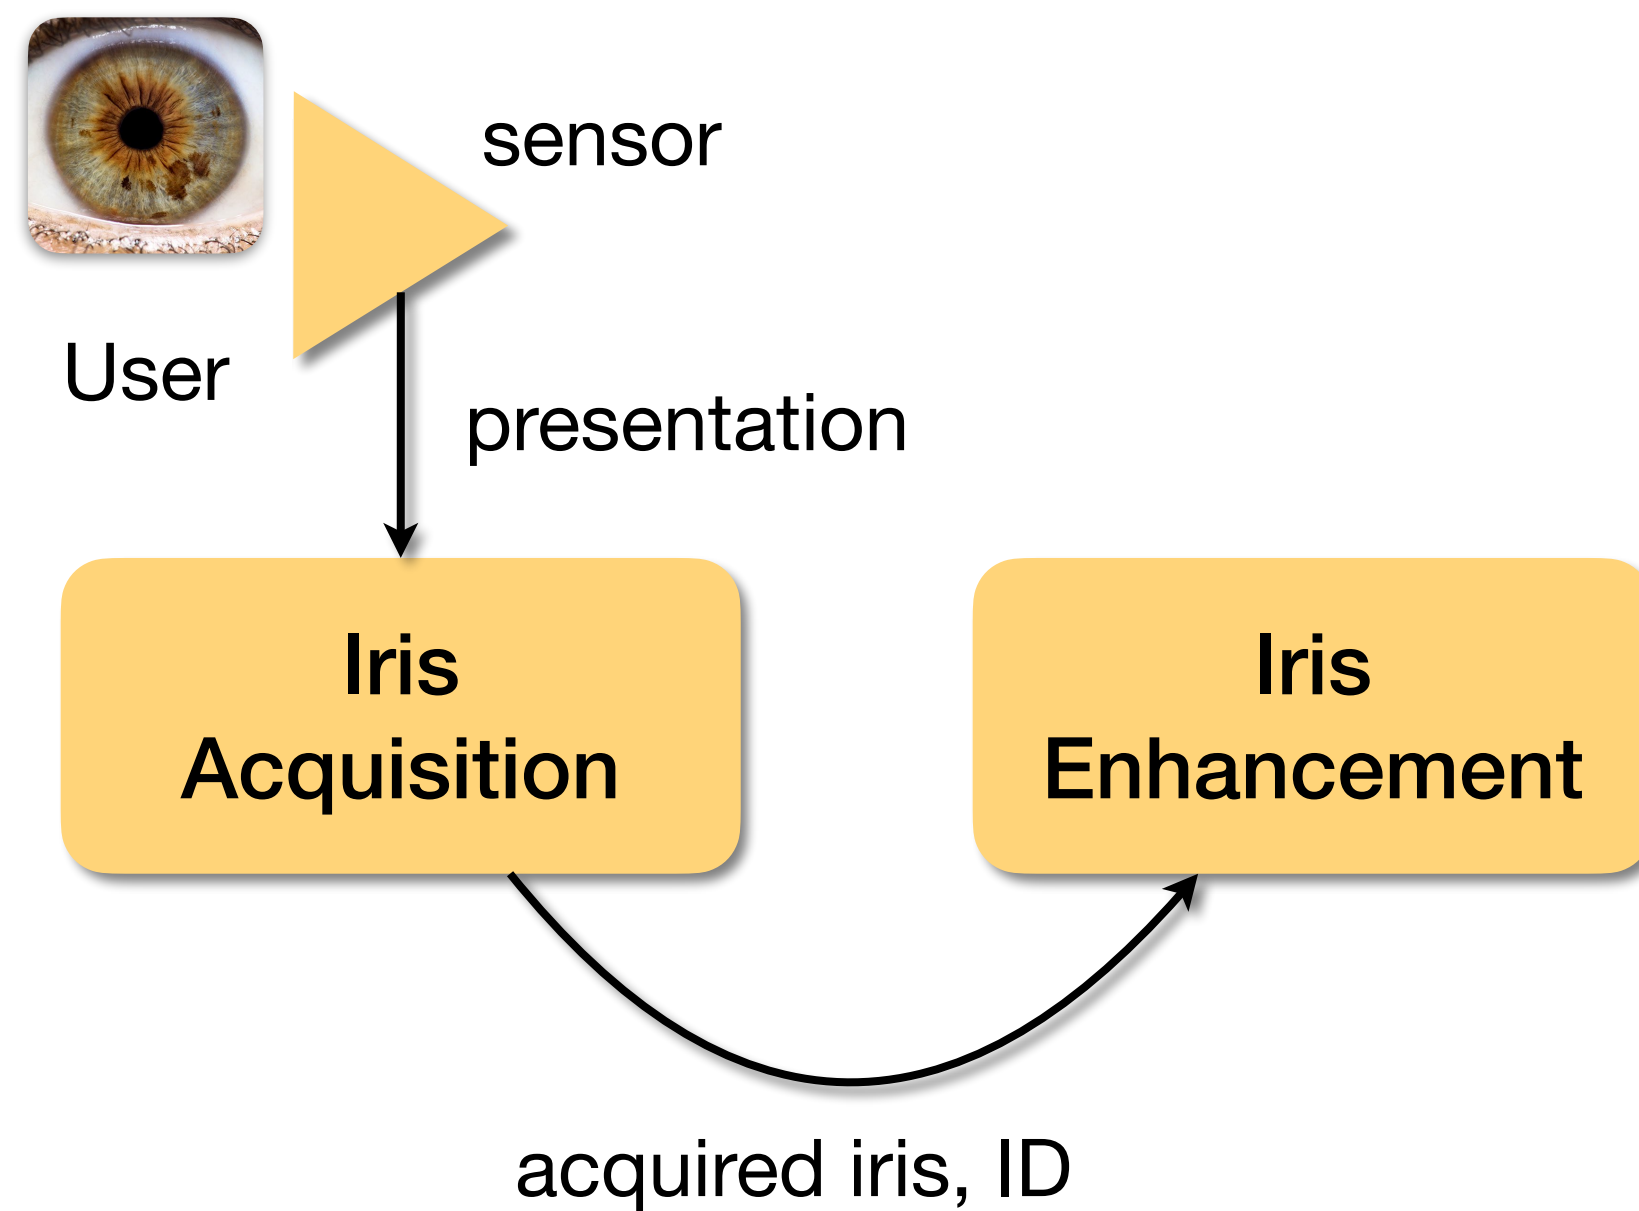 sensor
User
presentation
Iris
Acquisition
Iris
Enhancement
acquired iris, ID